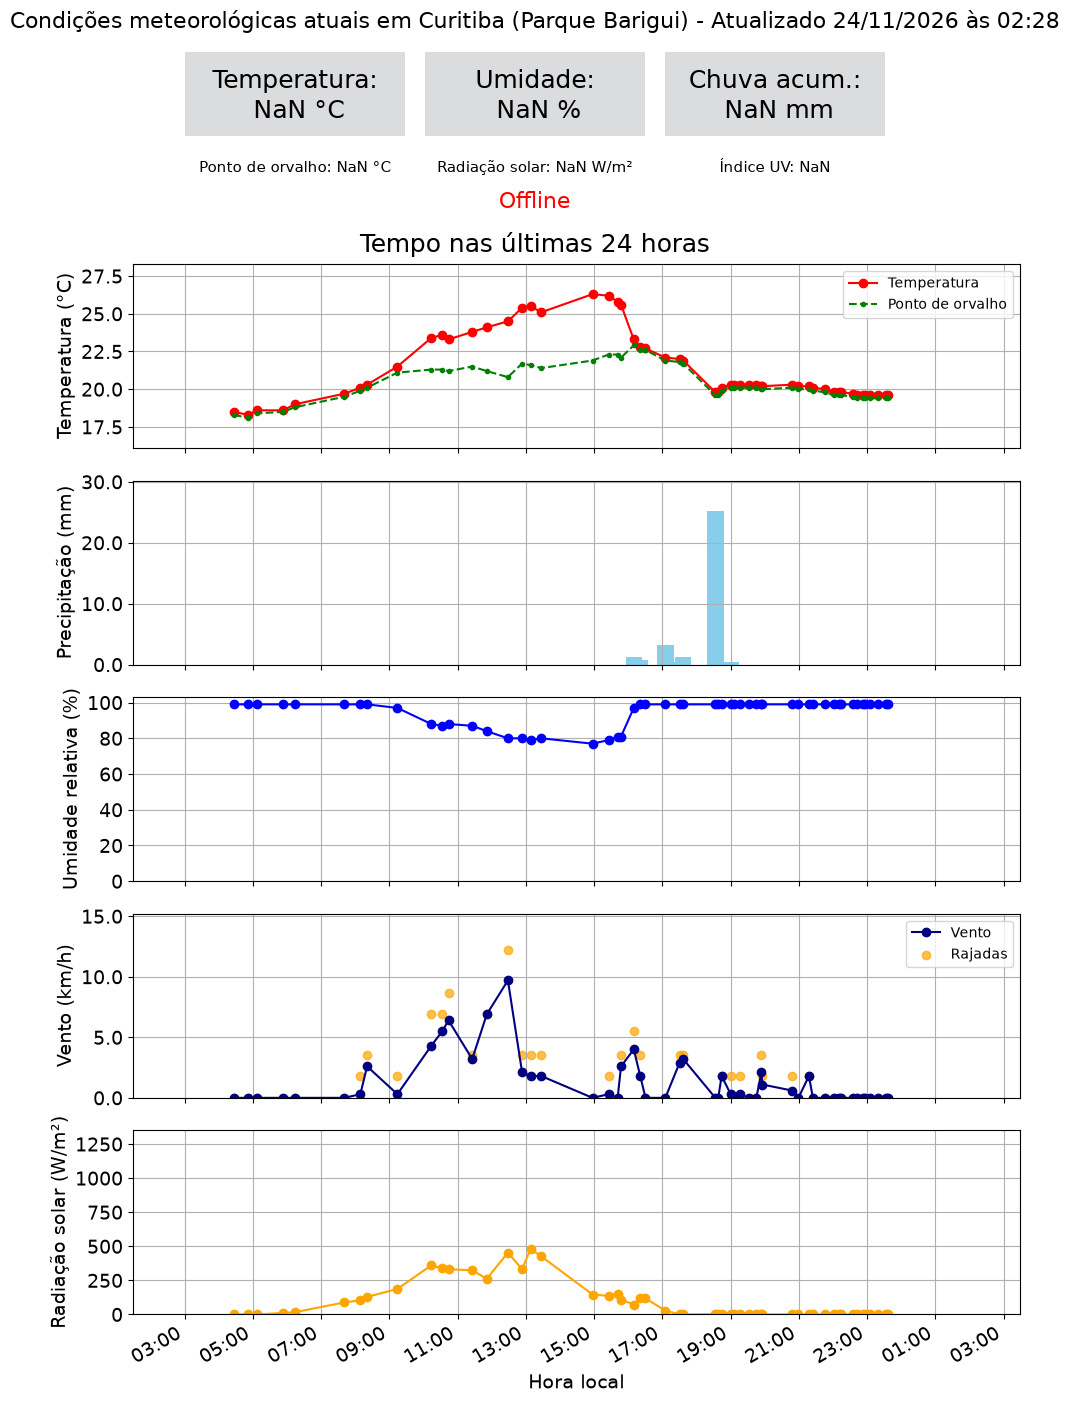 Condições meteorológicas atuais em Curitiba (Parque Barigui) - Atualizado 24/11/2026 às 02:28
Temperatura:
NaN °C
Umidade:
NaN %
Chuva acum.:
NaN mm
Ponto de orvalho: NaN °C
Radiação solar: NaN W/m²
Índice UV: NaN
Offline
Tempo nas últimas 24 horas
Temperatura (°C)
27.5
25.0
22.5
20.0
17.5
Temperatura
Ponto de orvalho
Precipitação (mm)
30.0
20.0
10.0
0.0
Umidade relativa (%)
100
80
60
40
20
0
Vento (km/h)
15.0
10.0
5.0
0.0
Vento
Rajadas
Radiação solar (W/m²)
1250
1000
750
500
250
0
03:00
05:00
07:00
09:00
11:00
13:00
15:00
17:00
19:00
21:00
23:00
01:00
03:00
Hora local